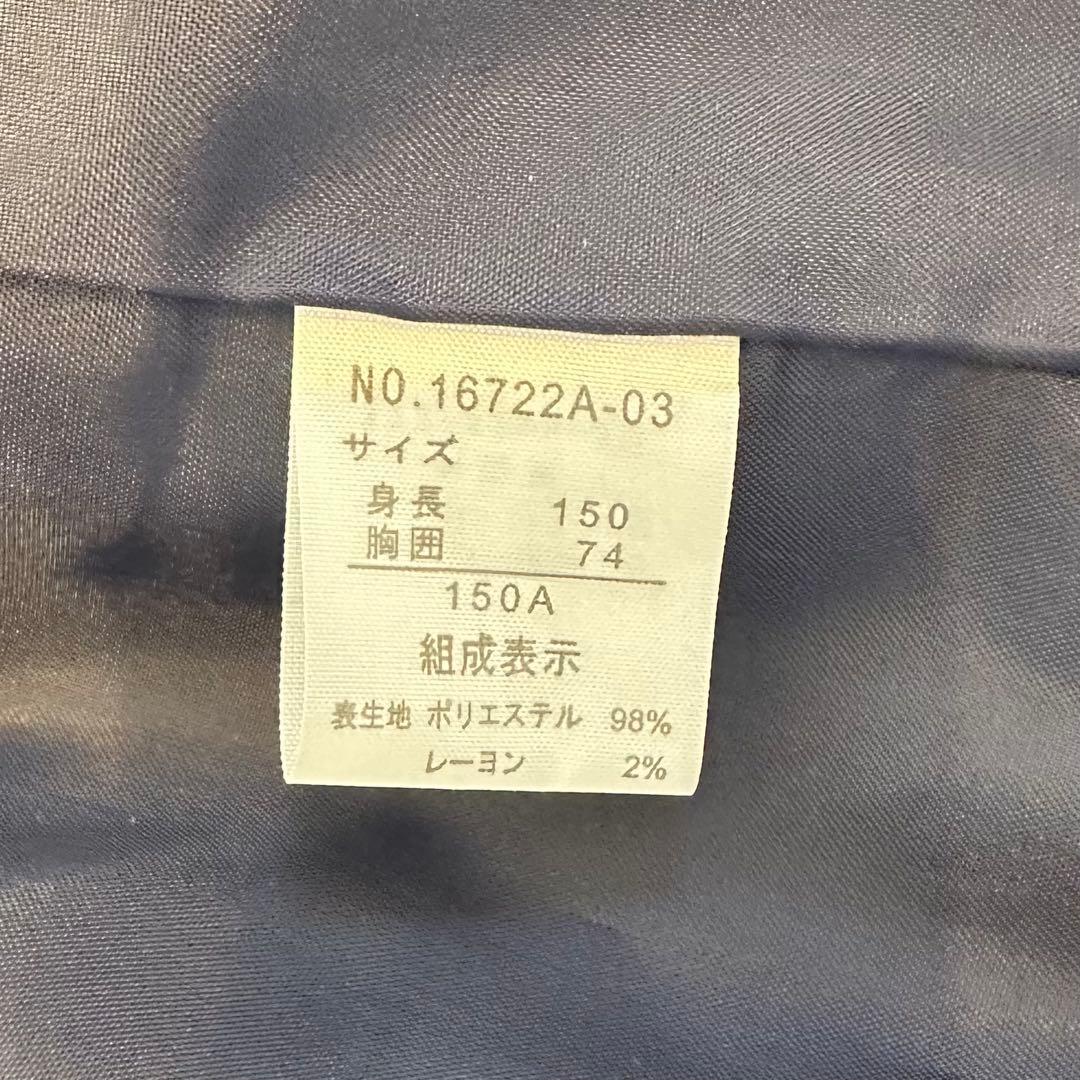 NO.16722A-03
サイズ
身長 150
胸囲 74
150A
組成表示
表生地 ポリエステル 98%
レーヨン 2%